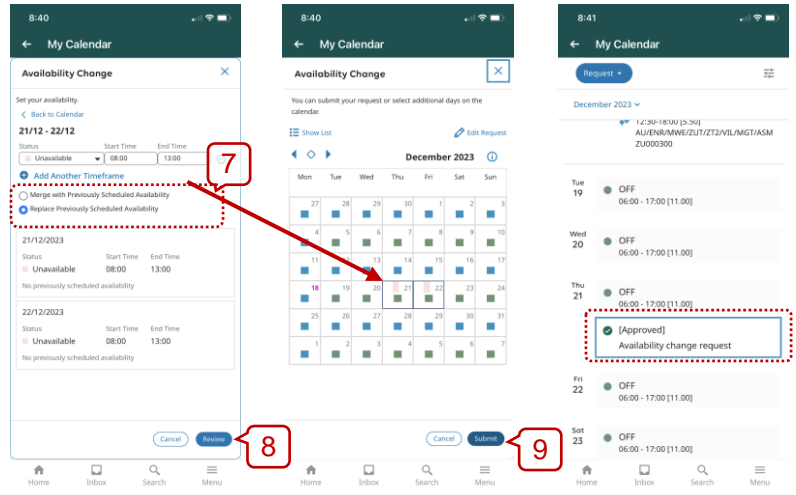 8:40
My Calendar
Availability Change
Set your availability.
Back to Calendar
21/12 - 22/12
Status Start Time End Time
Unavailable 08:00 13:00
Add Another Timeframe
Merge with Previously Scheduled Availability
Replace Previously Scheduled Availability
7
21/12/2023
Status Start Time End Time
Unavailable 08:00 13:00
No previously scheduled availability
22/12/2023
Status Start Time End Time
Unavailable 08:00 13:00
No previously scheduled availability
Cancel Review
8
Home Inbox Search Menu
8:40
My Calendar
Availability Change
You can submit your request or select additional days on the
calendar.
Show List Edit Request
December 2023
Mon Tue Wed Thu Fri Sat Sun
27 28 29 30 1 2 3
4 5 6 7 8 9 10
11 13 14 15 16 17
18 19 20 21 22 23 24
25 26 27 28 29 30 31
1 2 3 4 5 6 7
Cancel Submit
9
Home Inbox Search Menu
8:41
My Calendar
Request
December 2023
12:30-18:00 [5.50]
AU/ENR/MWE/ZUT/ZT2/VIL/MGT/ASM
ZU000300
Tue
19
OFF
06:00 - 17:00 [11.00]
Wed
20
OFF
06:00 - 17:00 [11.00]
Thu
21
OFF
06:00 - 17:00 [11.00]
[Approved]
Availability change request
Fri
22
OFF
06:00 - 17:00 [11.00]
Sat
23
OFF
06:00 - 17:00 [11.00]
Home Inbox Search Menu